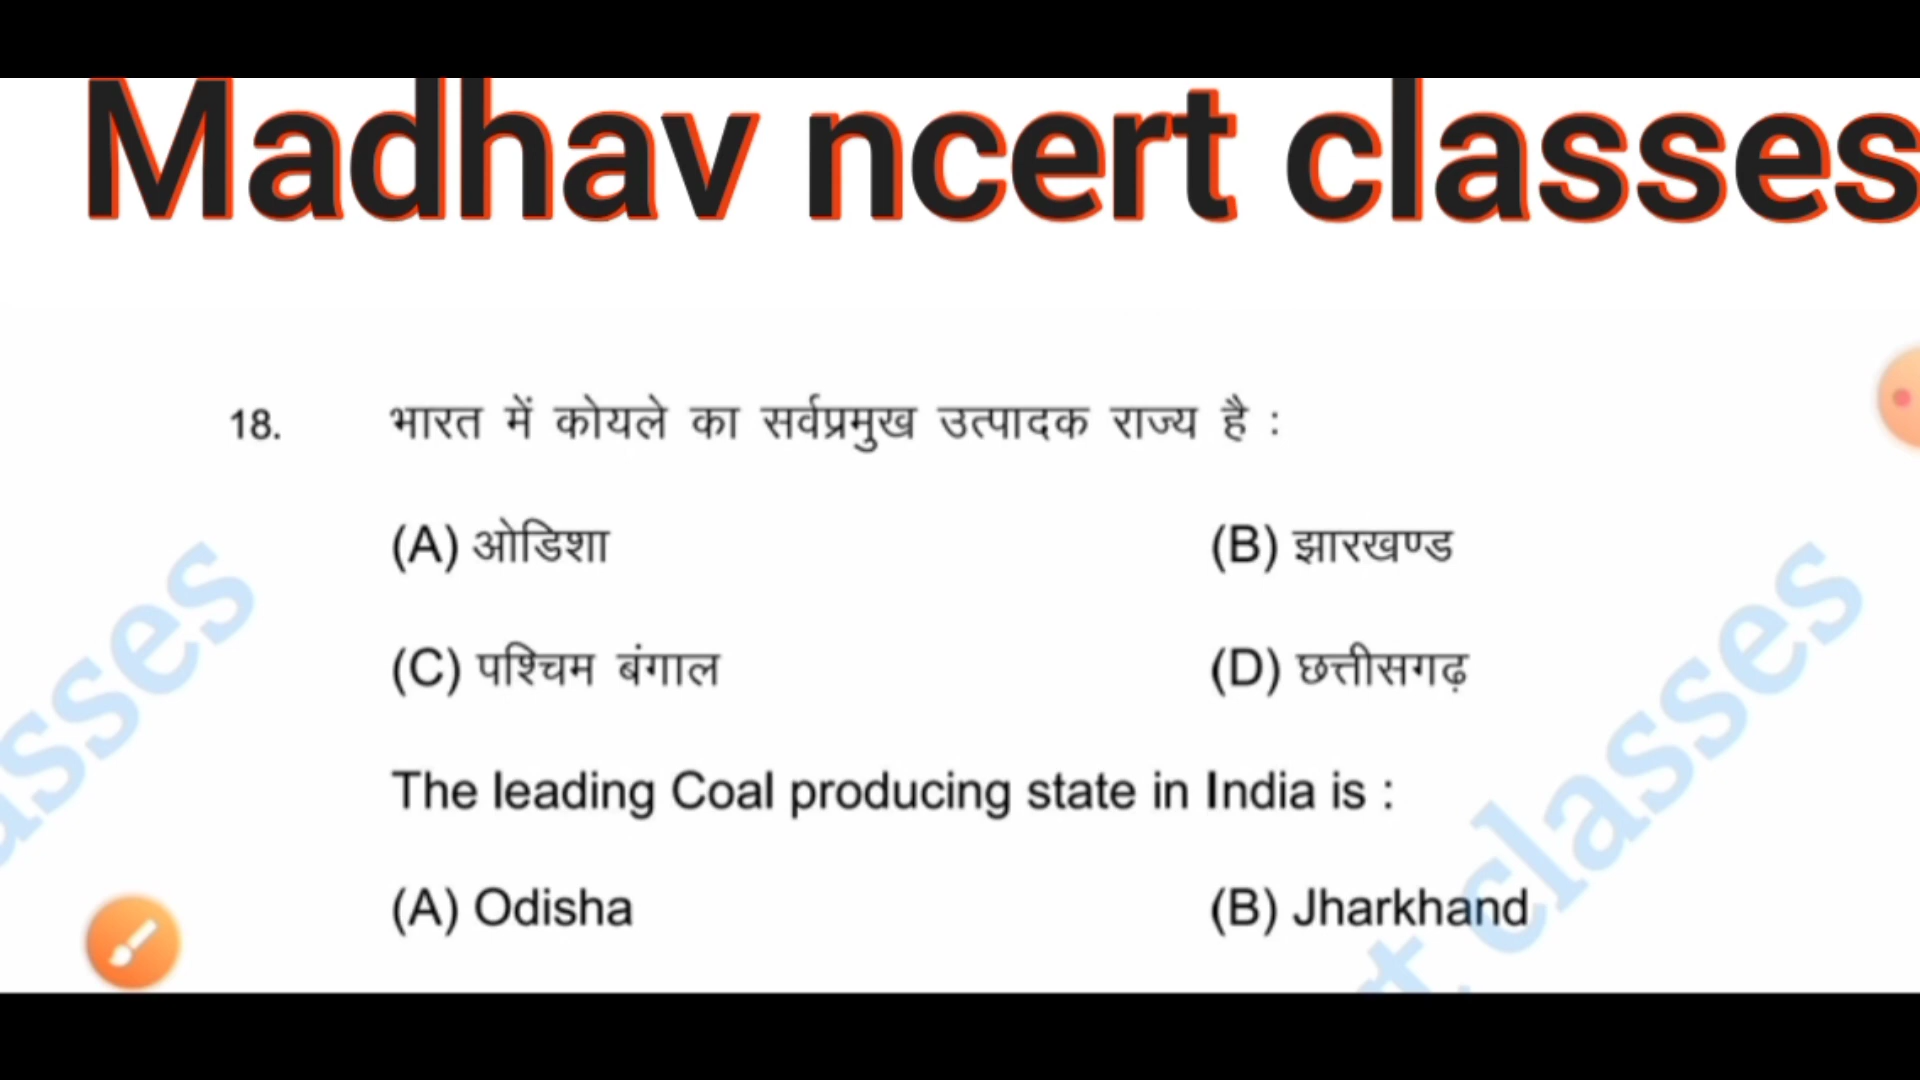 Madhav ncert classes
18. भारत में कोयले का सर्वप्रमुख उत्पादक राज्य है :
(A) ओडिशा (B) झारखण्ड
(C) पश्चिम बंगाल (D) छत्तीसगढ़
The leading Coal producing state in India is :
(A) Odisha (B) Jharkhand
classes